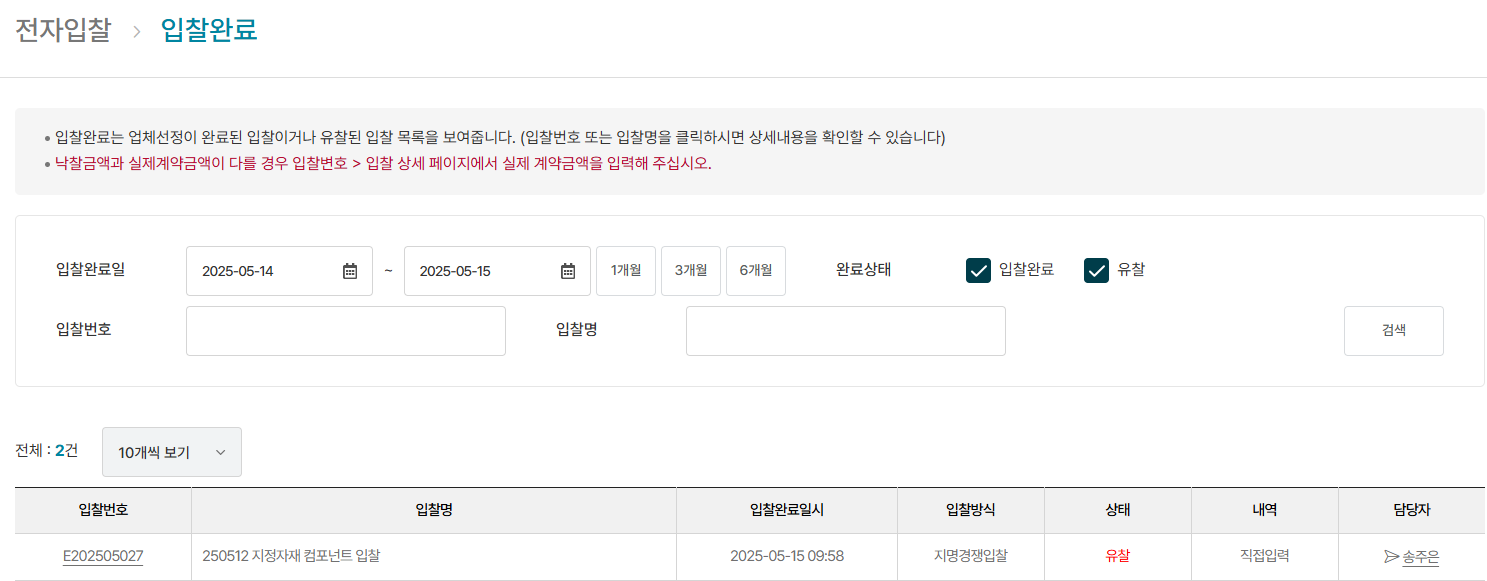 전자입찰 > 입찰완료
• 입찰완료는 업체선정이 완료된 입찰이거나 유찰된 입찰 목록을 보여줍니다. (입찰번호 또는 입찰명을 클릭하시면 상세내용을 확인할 수 있습니다)
• 낙찰금액과 실제계약금액이 다를 경우 입찰번호 > 입찰 상세 페이지에서 실제 계약금액을 입력해 주십시오.
입찰완료일 2025-05-14 ~ 2025-05-15 1개월 3개월 6개월 완료상태 입찰완료 유찰
입찰번호 입찰명 검색
전체 : 2건 10개씩 보기
입찰번호 입찰명 입찰완료일시 입찰방식 상태 내역 담당자
E202505027 250512 지정자재 컴포넌트 입찰 2025-05-15 09:58 지명경쟁입찰 유찰 직접입력 송주은